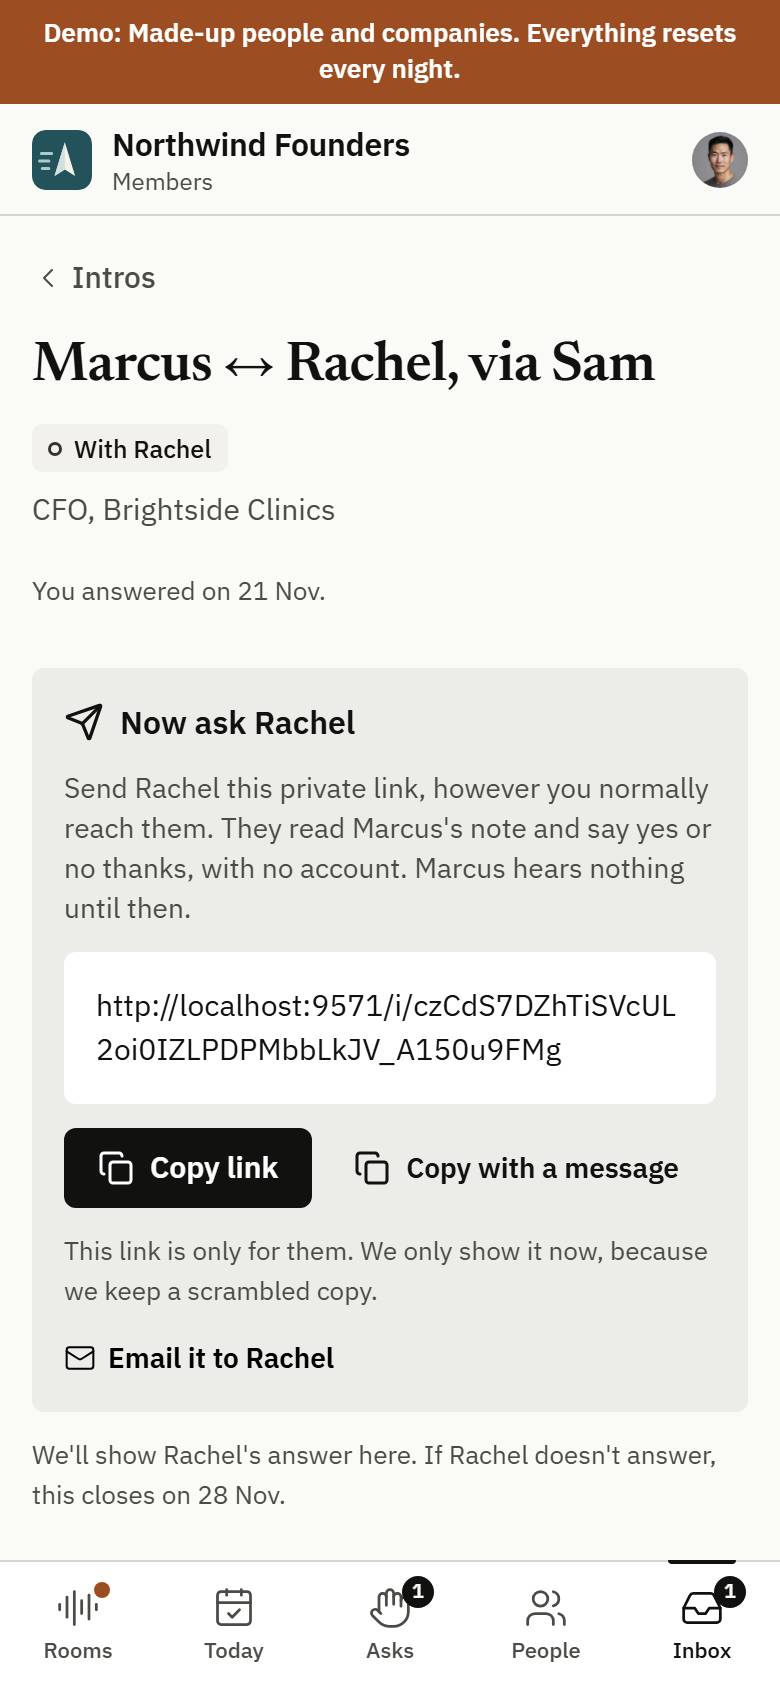 Demo: Made-up people and companies. Everything resets
every night.
Northwind Founders
Members
Intros
Marcus ↔ Rachel, via Sam
With Rachel
CFO, Brightside Clinics
You answered on 21 Nov.
Now ask Rachel
Send Rachel this private link, however you normally
reach them. They read Marcus's note and say yes or
no thanks, with no account. Marcus hears nothing
until then.
http://localhost:9571/i/czCdS7DZhTiSVcUL
2oi0IZLPDPMbbLkJV_A150u9FMg
Copy link
Copy with a message
This link is only for them. We only show it now, because
we keep a scrambled copy.
Email it to Rachel
We'll show Rachel's answer here. If Rachel doesn't answer,
this closes on 28 Nov.
Rooms
Today
1
Asks
People
1
Inbox